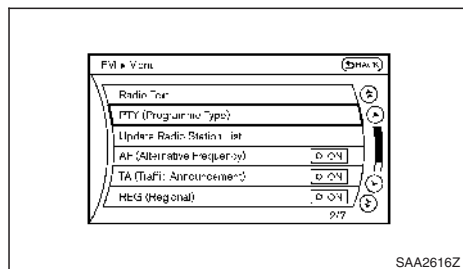 FM ▸ Menu BACK
Radio Text
PTY (Programme Type)
Update Radio Station List
AF (Alternative Frequency) ON
TA (Traffic Announcement) ON
REG (Regional) ON
2/7
SAA2616Z